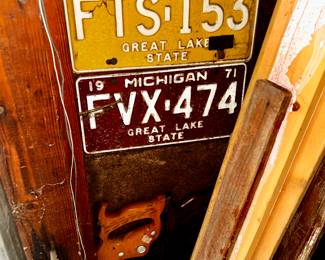 FTS·153
GREAT LAKE
STATE
19 MICHIGAN 71
FVX·474
GREAT LAKE
STATE